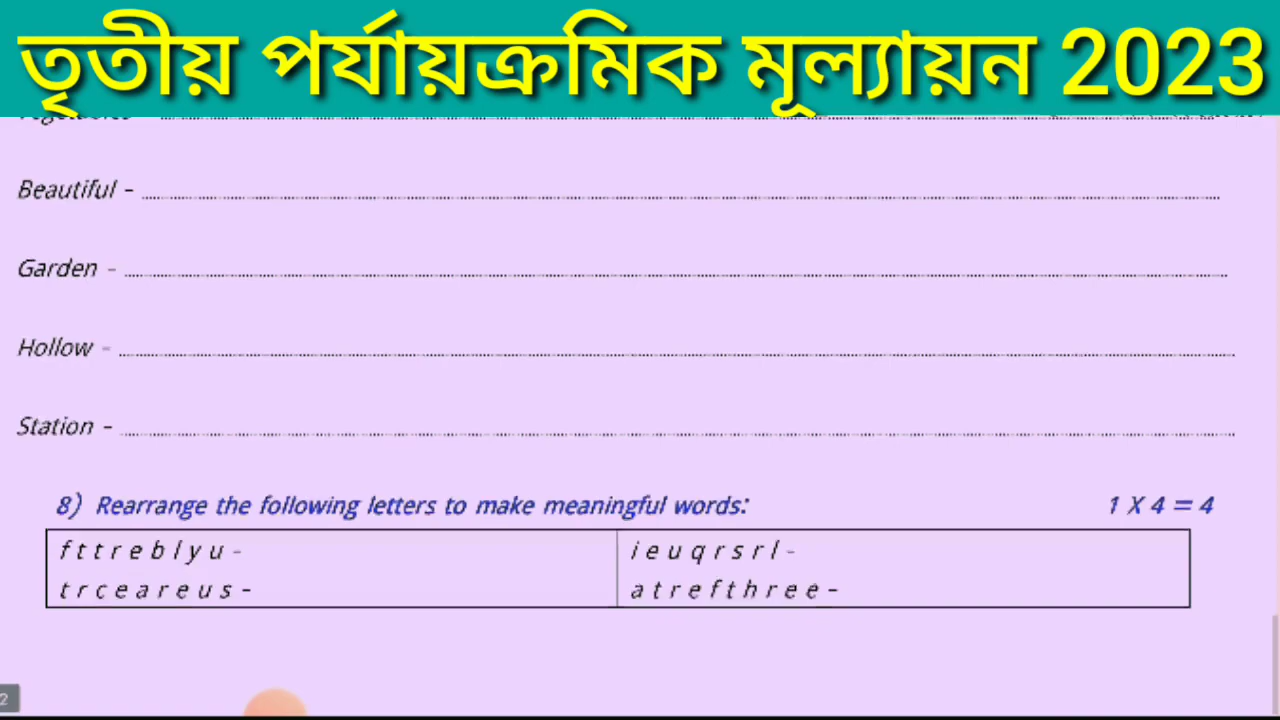 তৃতীয় পর্যায়ক্রমিক মূল্যায়ন 2023
Beautiful -
Garden -
Hollow -
Station -
8) Rearrange the following letters to make meaningful words: 1 X 4 = 4
f t t r e b l y u - i e u q r s r l -
t r c e a r e u s - a t r e f t h r e e -
2